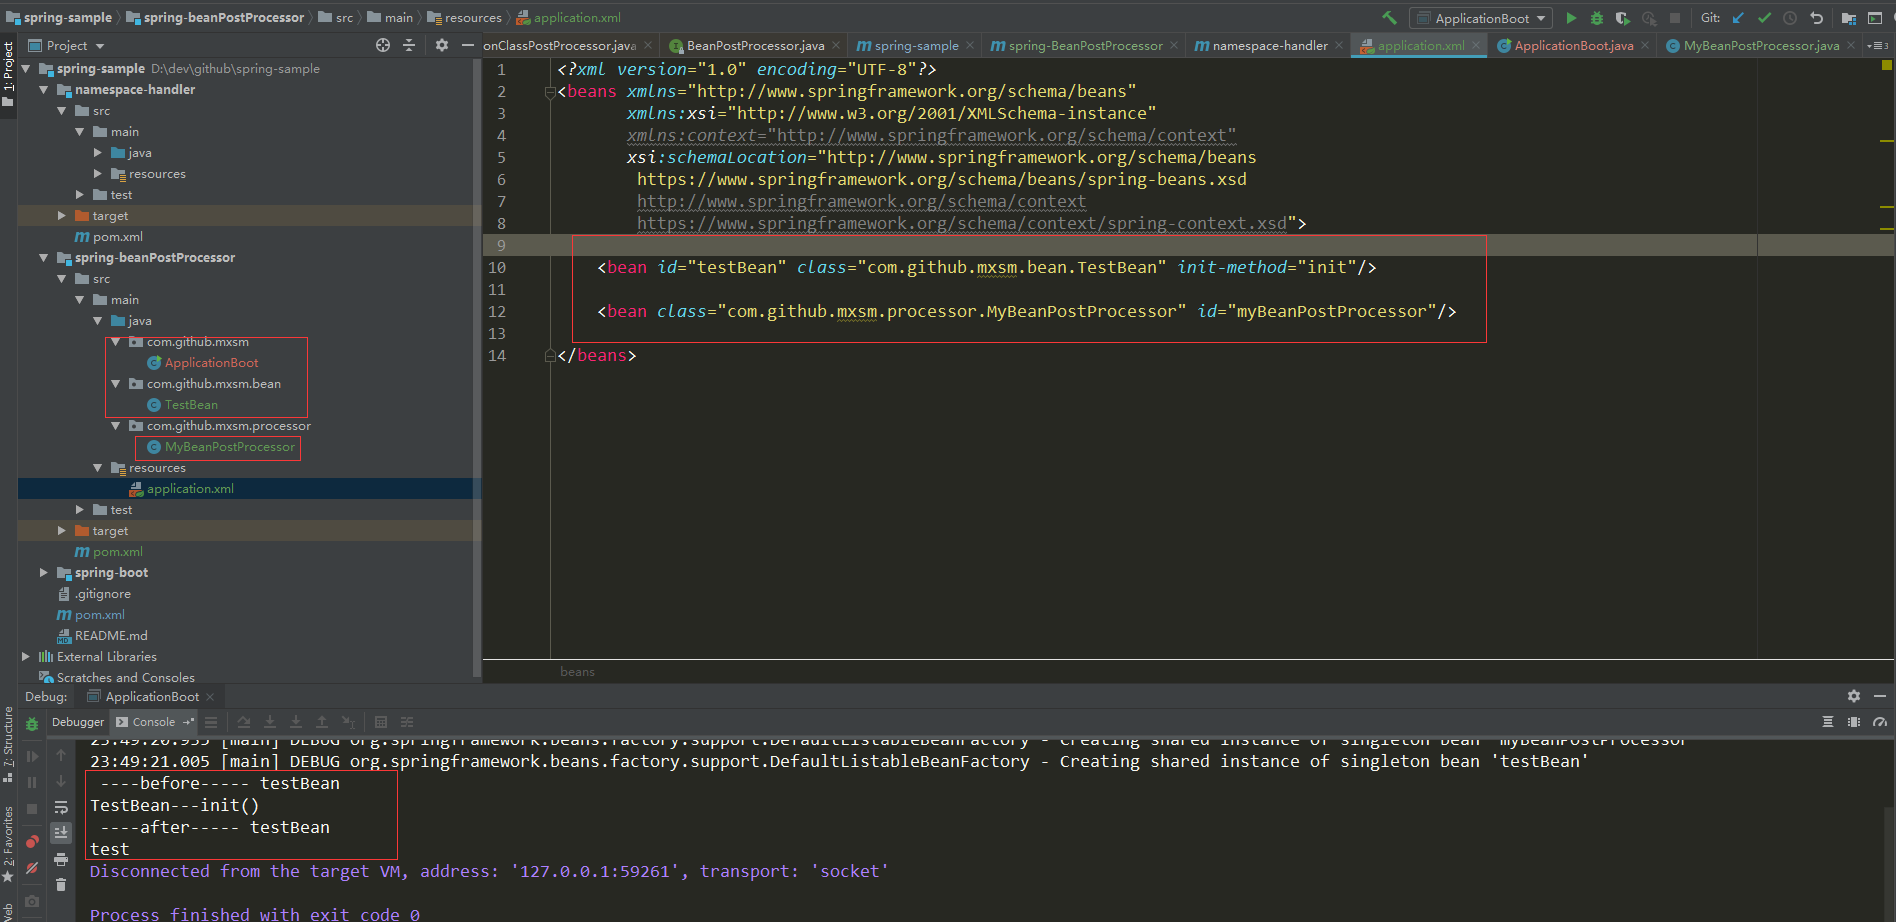 spring-sample spring-beanPostProcessor src main resources application.xml ApplicationBoot Git:
Project onClassPostProcessor.java BeanPostProcessor.java spring-sample spring-BeanPostProcessor namespace-handler application.xml ApplicationBoot.java MyBeanPostProcessor.java 3
1: Project
spring-sample D:\dev\github\spring-sample
namespace-handler
src
main
java
resources
test
target
pom.xml
spring-beanPostProcessor
src
main
java
com.github.mxsm
ApplicationBoot
com.github.mxsm.bean
TestBean
com.github.mxsm.processor
MyBeanPostProcessor
resources
application.xml
test
target
pom.xml
spring-boot
.gitignore
pom.xml
README.md
External Libraries
Scratches and Consoles
1 <?xml version="1.0" encoding="UTF-8"?>
2 <beans xmlns="http://www.springframework.org/schema/beans"
3 xmlns:xsi="http://www.w3.org/2001/XMLSchema-instance"
4 xmlns:context="http://www.springframework.org/schema/context"
5 xsi:schemaLocation="http://www.springframework.org/schema/beans
6 https://www.springframework.org/schema/beans/spring-beans.xsd
7 http://www.springframework.org/schema/context
8 https://www.springframework.org/schema/context/spring-context.xsd">
9
10 <bean id="testBean" class="com.github.mxsm.bean.TestBean" init-method="init"/>
11
12 <bean class="com.github.mxsm.processor.MyBeanPostProcessor" id="myBeanPostProcessor"/>
13
14 </beans>
beans
Debug: ApplicationBoot
Debugger Console
7: Structure
2: Favorites
Web
23:49:20.955 [main] DEBUG org.springframework.beans.factory.support.DefaultListableBeanFactory - Creating shared instance of singleton bean 'myBeanPostProcessor'
23:49:21.005 [main] DEBUG org.springframework.beans.factory.support.DefaultListableBeanFactory - Creating shared instance of singleton bean 'testBean'
----before----- testBean
TestBean---init()
----after----- testBean
test
Disconnected from the target VM, address: '127.0.0.1:59261', transport: 'socket'
Process finished with exit code 0